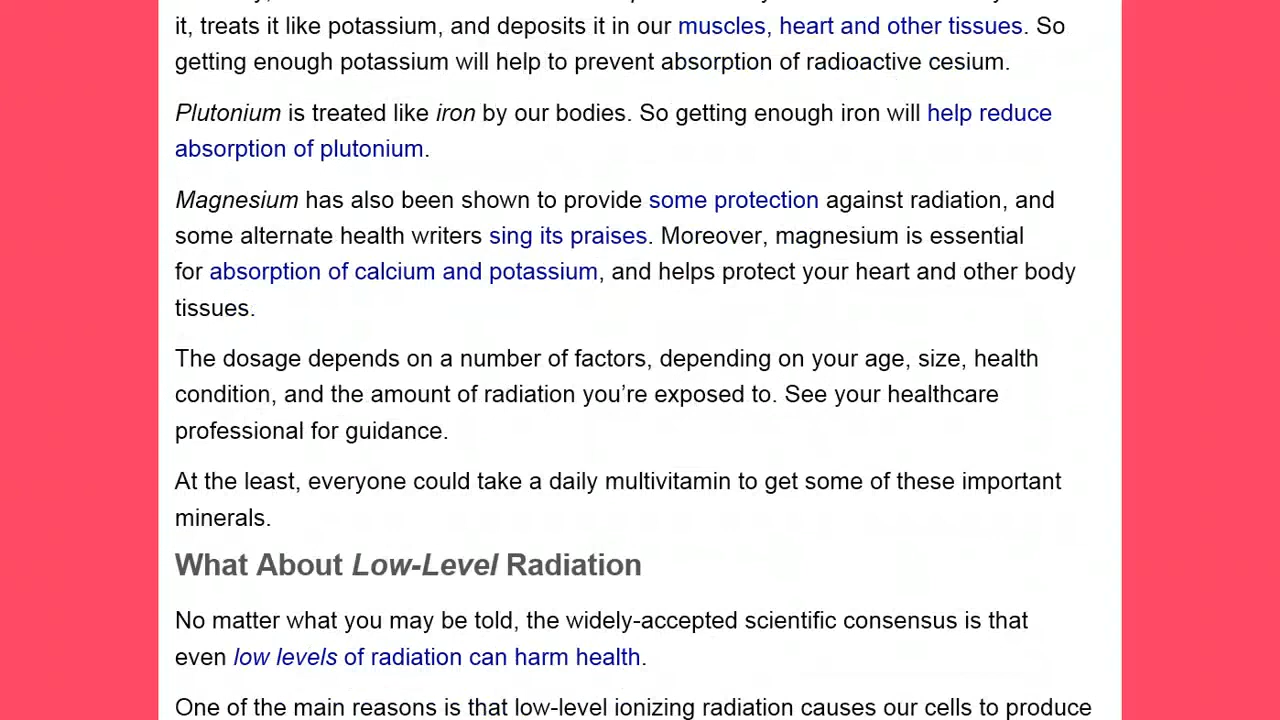 it, treats it like potassium, and deposits it in our muscles, heart and other tissues. So
getting enough potassium will help to prevent absorption of radioactive cesium.
Plutonium is treated like iron by our bodies. So getting enough iron will help reduce
absorption of plutonium.
Magnesium has also been shown to provide some protection against radiation, and
some alternate health writers sing its praises. Moreover, magnesium is essential
for absorption of calcium and potassium, and helps protect your heart and other body
tissues.
The dosage depends on a number of factors, depending on your age, size, health
condition, and the amount of radiation you’re exposed to. See your healthcare
professional for guidance.
At the least, everyone could take a daily multivitamin to get some of these important
minerals.
What About Low-Level Radiation
No matter what you may be told, the widely-accepted scientific consensus is that
even low levels of radiation can harm health.
One of the main reasons is that low-level ionizing radiation causes our cells to produce